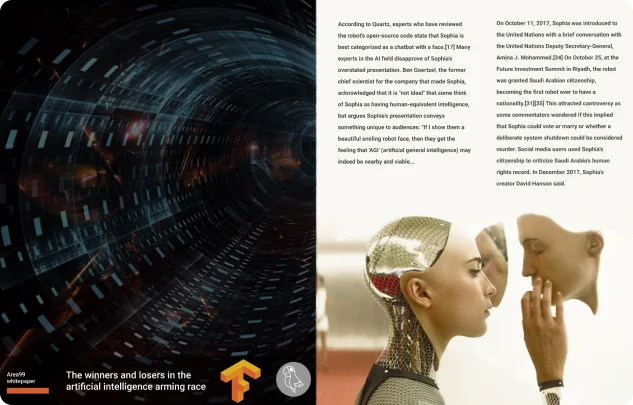 According to Quartz, experts who have reviewed
the robot's open-source code state that Sophia is
best categorized as a chatbot with a face.[17] Many
experts in the AI field disapprove of Sophia's
overstated presentation. Ben Goertzel, the former
chief scientist for the company that made Sophia,
acknowledged that it is "not ideal" that some think
of Sophia as having human-equivalent intelligence,
but argues Sophia's presentation conveys
something unique to audiences: "If I show them a
beautiful smiling robot face, then they get the
feeling that 'AGI' (artificial general intelligence) may
indeed be nearby and viable...
On October 11, 2017, Sophia was introduced to
the United Nations with a brief conversation with
the United Nations Deputy Secretary-General,
Amina J. Mohammed.[34] On October 25, at the
Future Investment Summit in Riyadh, the robot
was granted Saudi Arabian citizenship,
becoming the first robot ever to have a
nationality.[31][35] This attracted controversy as
some commentators wondered if this implied
that Sophia could vote or marry or whether a
deliberate system shutdown could be considered
murder. Social media users used Sophia's
citizenship to criticize Saudi Arabia's human
rights record. In December 2017, Sophia's
creator David Hanson said
Area99
whitepaper
The winners and losers in the
artificial intelligence arming race